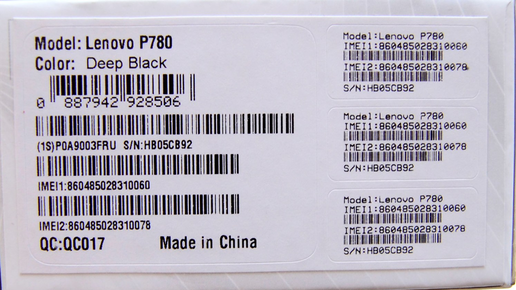 Model: Lenovo P780
Color: Deep Black
0 887942 928506
(1S)P0A9003FRU S/N:HB05CB92
IMEI1:860485028310060
IMEI2:860485028310078
QC:QC017 Made in China
Model:Lenovo P780
IMEI1:860485028310060
IMEI2:860485028310078
S/N:HB05CB92
Model:Lenovo P780
IMEI1:860485028310060
IMEI2:860485028310078
S/N:HB05CB92
Model:Lenovo P780
IMEI1:860485028310060
IMEI2:860485028310078
S/N:HB05CB92